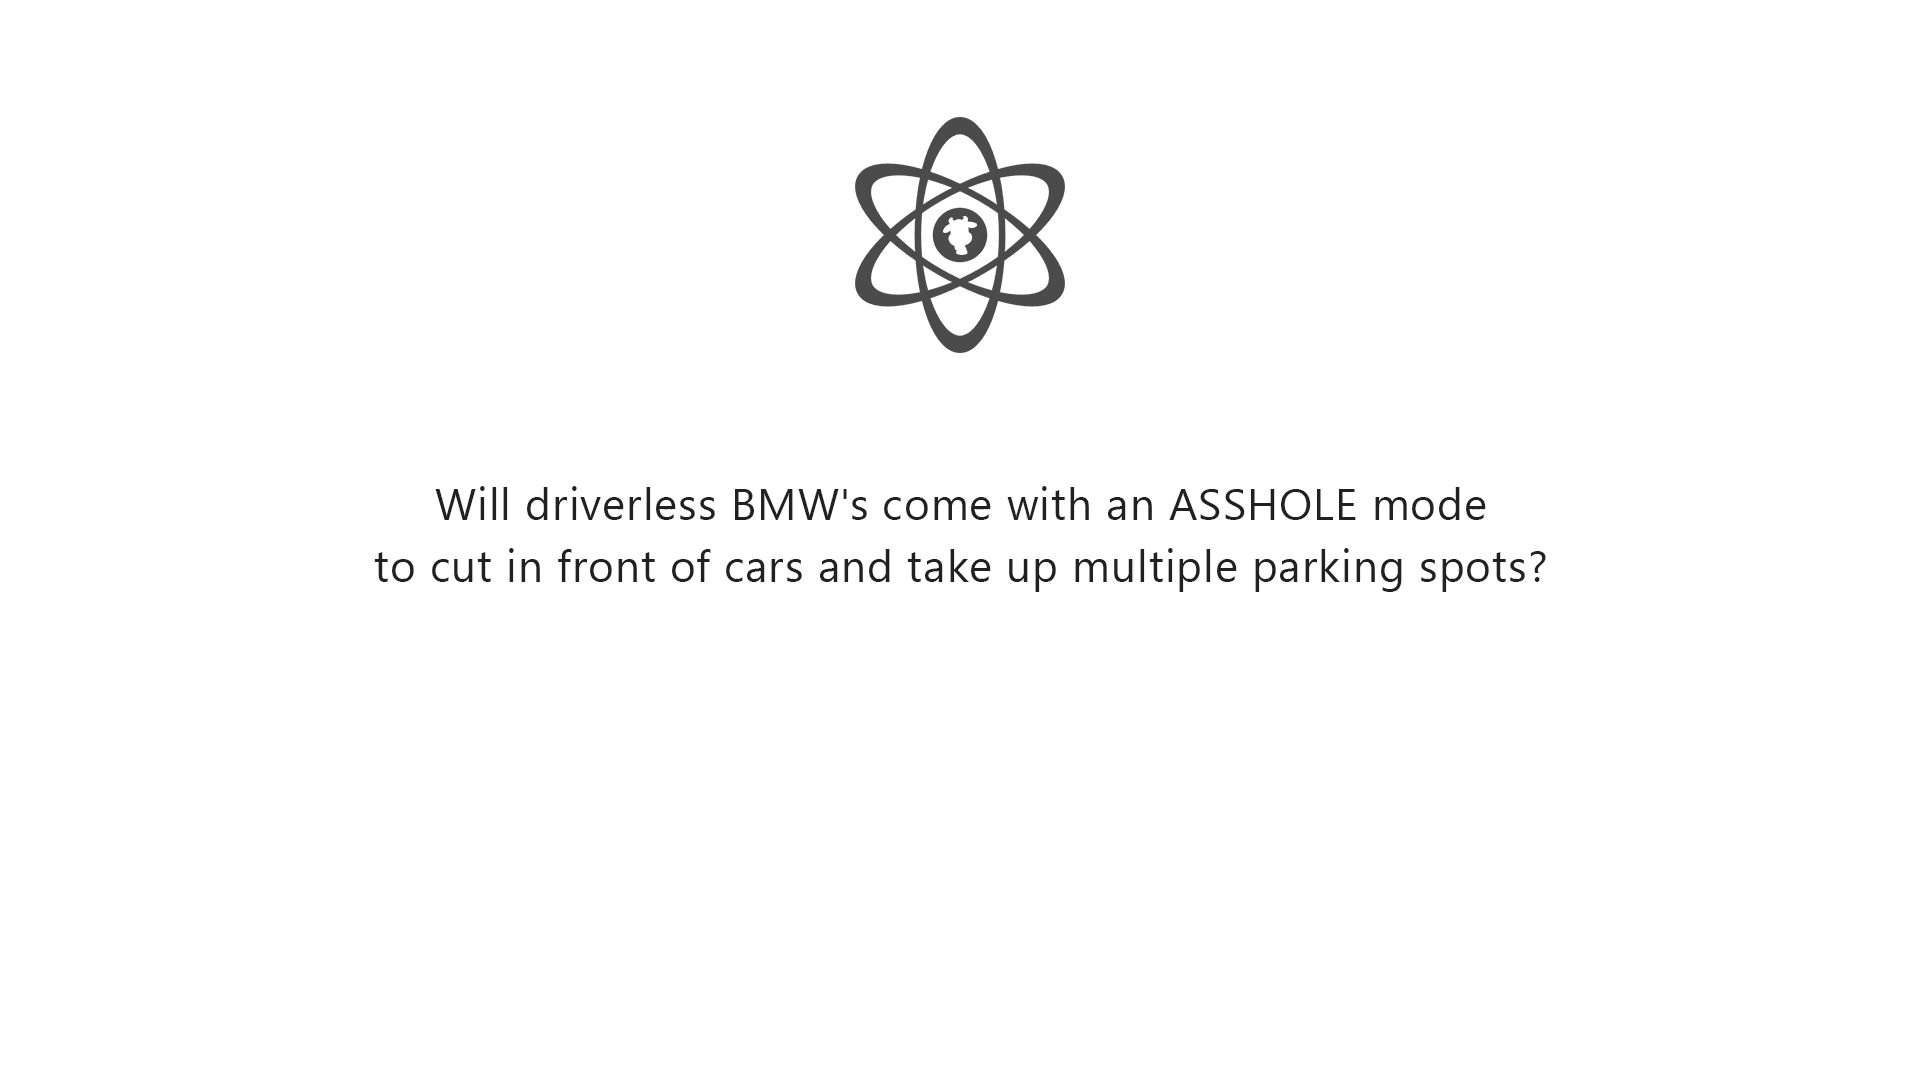 Will driverless BMW's come with an ASSHOLE mode
to cut in front of cars and take up multiple parking spots?